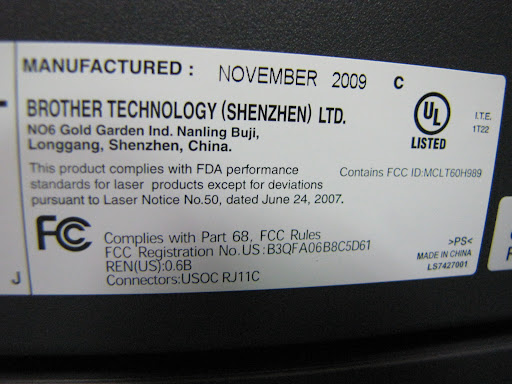 MANUFACTURED : NOVEMBER 2009 C
BROTHER TECHNOLOGY (SHENZHEN) LTD.
NO6 Gold Garden Ind. Nanling Buji,
Longgang, Shenzhen, China.
UL
LISTED
I.T.E.
1T22
This product complies with FDA performance
standards for laser products except for deviations
pursuant to Laser Notice No.50, dated June 24, 2007.
Contains FCC ID:MCLT60H989
FCC
Complies with Part 68, FCC Rules
FCC Registration No.US:B3QFA06B8C5D61
REN(US):0.6B
Connectors:USOC RJ11C
>PS<
MADE IN CHINA
LS7427001
J